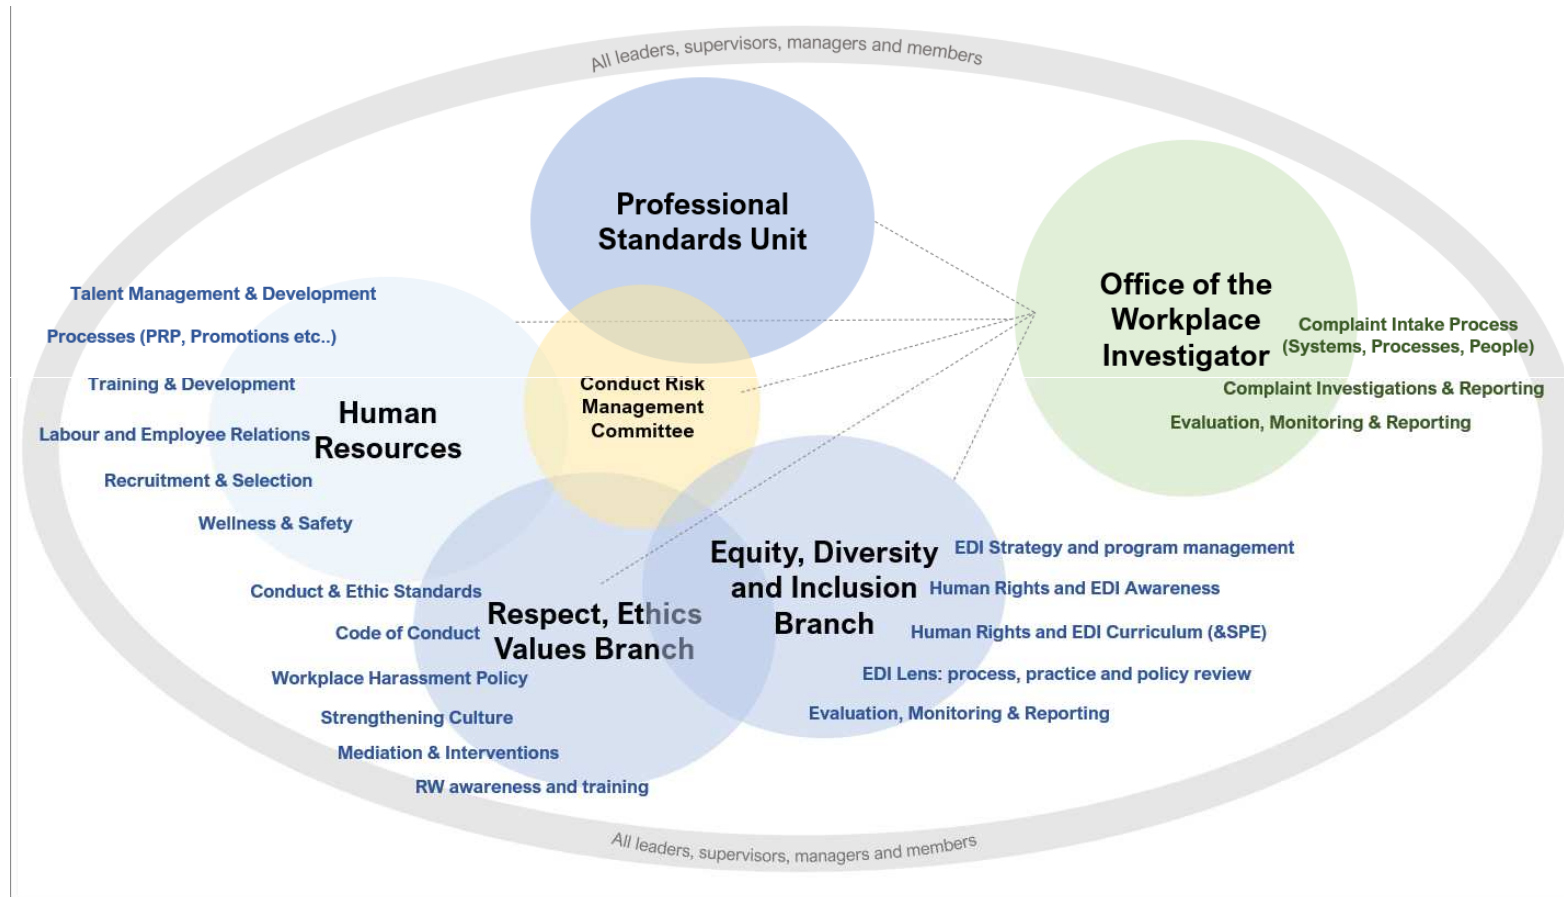 All leaders, supervisors, managers and members
Professional
Standards Unit
Office of the
Workplace
Investigator
Complaint Intake Process
(Systems, Processes, People)
Complaint Investigations & Reporting
Evaluation, Monitoring & Reporting
Talent Management & Development
Processes (PRP, Promotions etc..)
Training & Development
Labour and Employee Relations
Recruitment & Selection
Wellness & Safety
Human
Resources
Conduct Risk
Management
Committee
Conduct & Ethic Standards
Code of Conduct
Workplace Harassment Policy
Strengthening Culture
Mediation & Interventions
RW awareness and training
Respect, Ethics
Values Branch
Equity, Diversity
and Inclusion
Branch
EDI Strategy and program management
Human Rights and EDI Awareness
Human Rights and EDI Curriculum (&SPE)
EDI Lens: process, practice and policy review
Evaluation, Monitoring & Reporting
All leaders, supervisors, managers and members